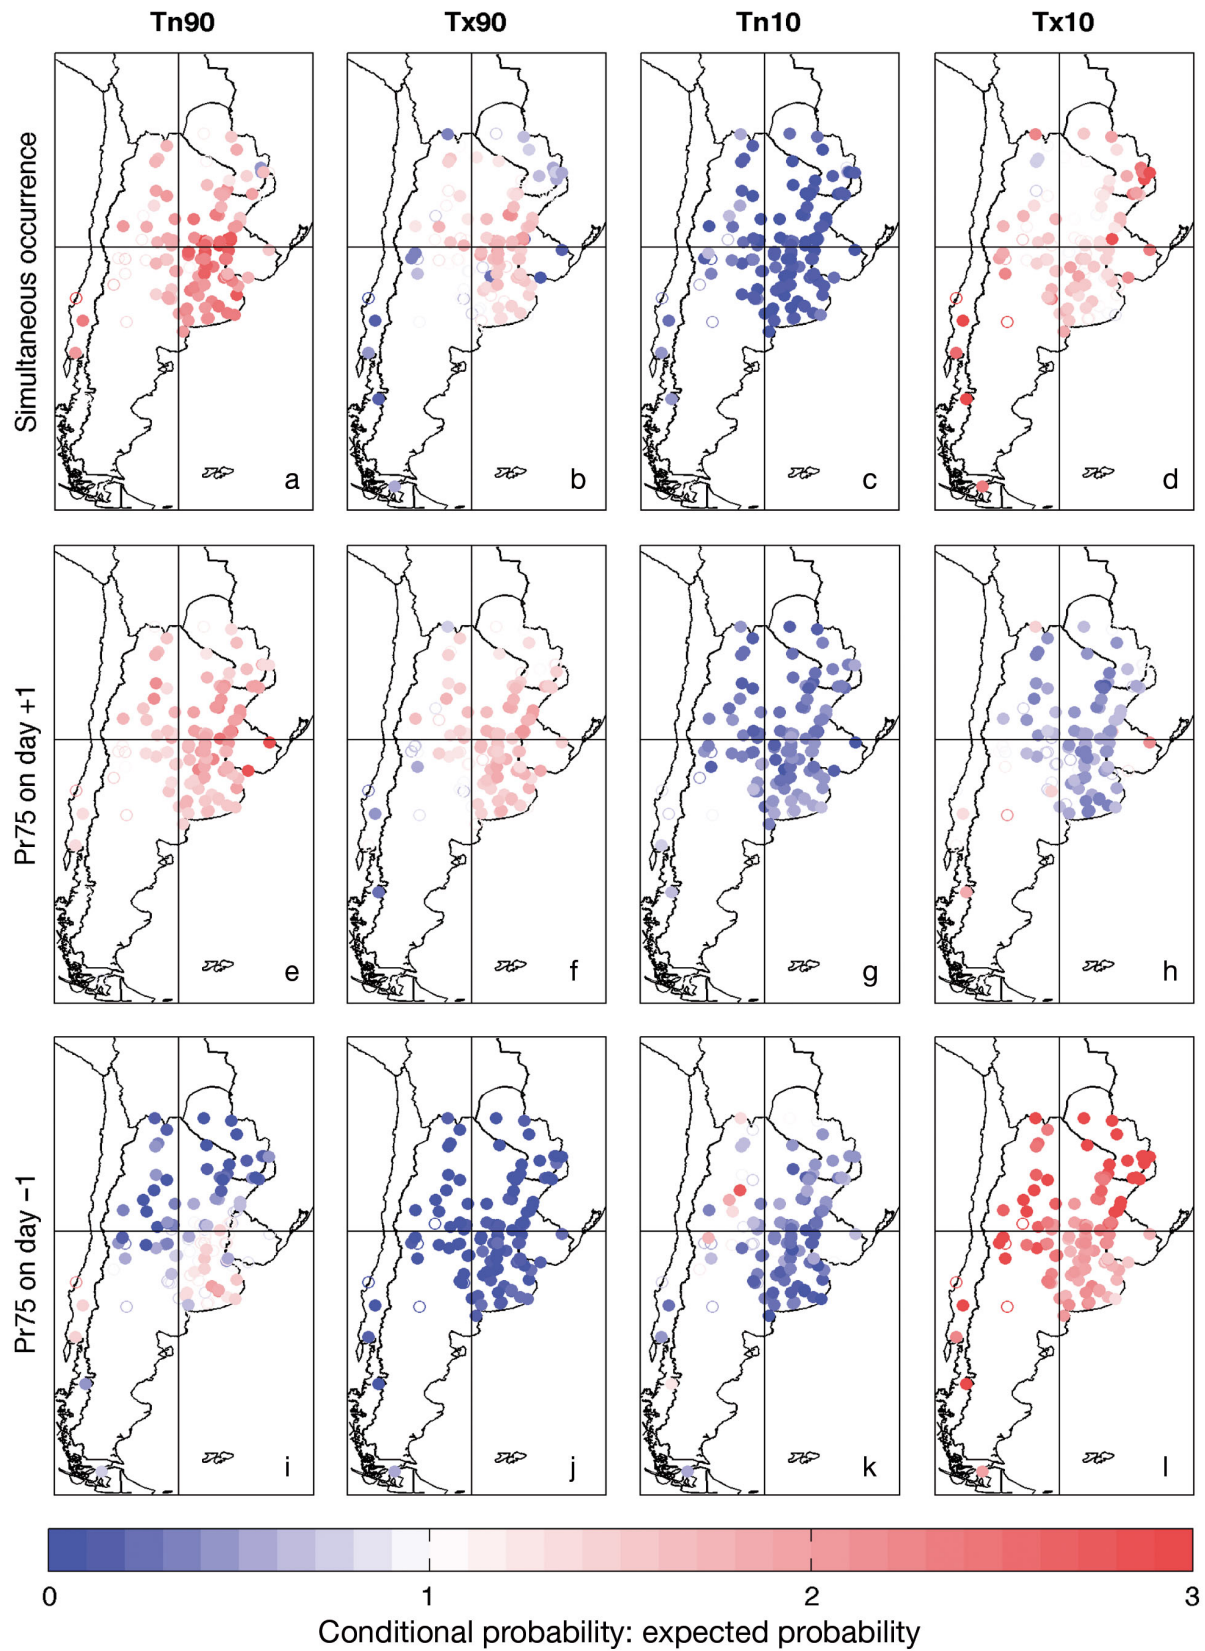 Tn90 Tx90 Tn10 Tx10
Simultaneous occurrence
a b c d
Pr75 on day +1
e f g h
Pr75 on day −1
i j k l
0 1 2 3
Conditional probability: expected probability